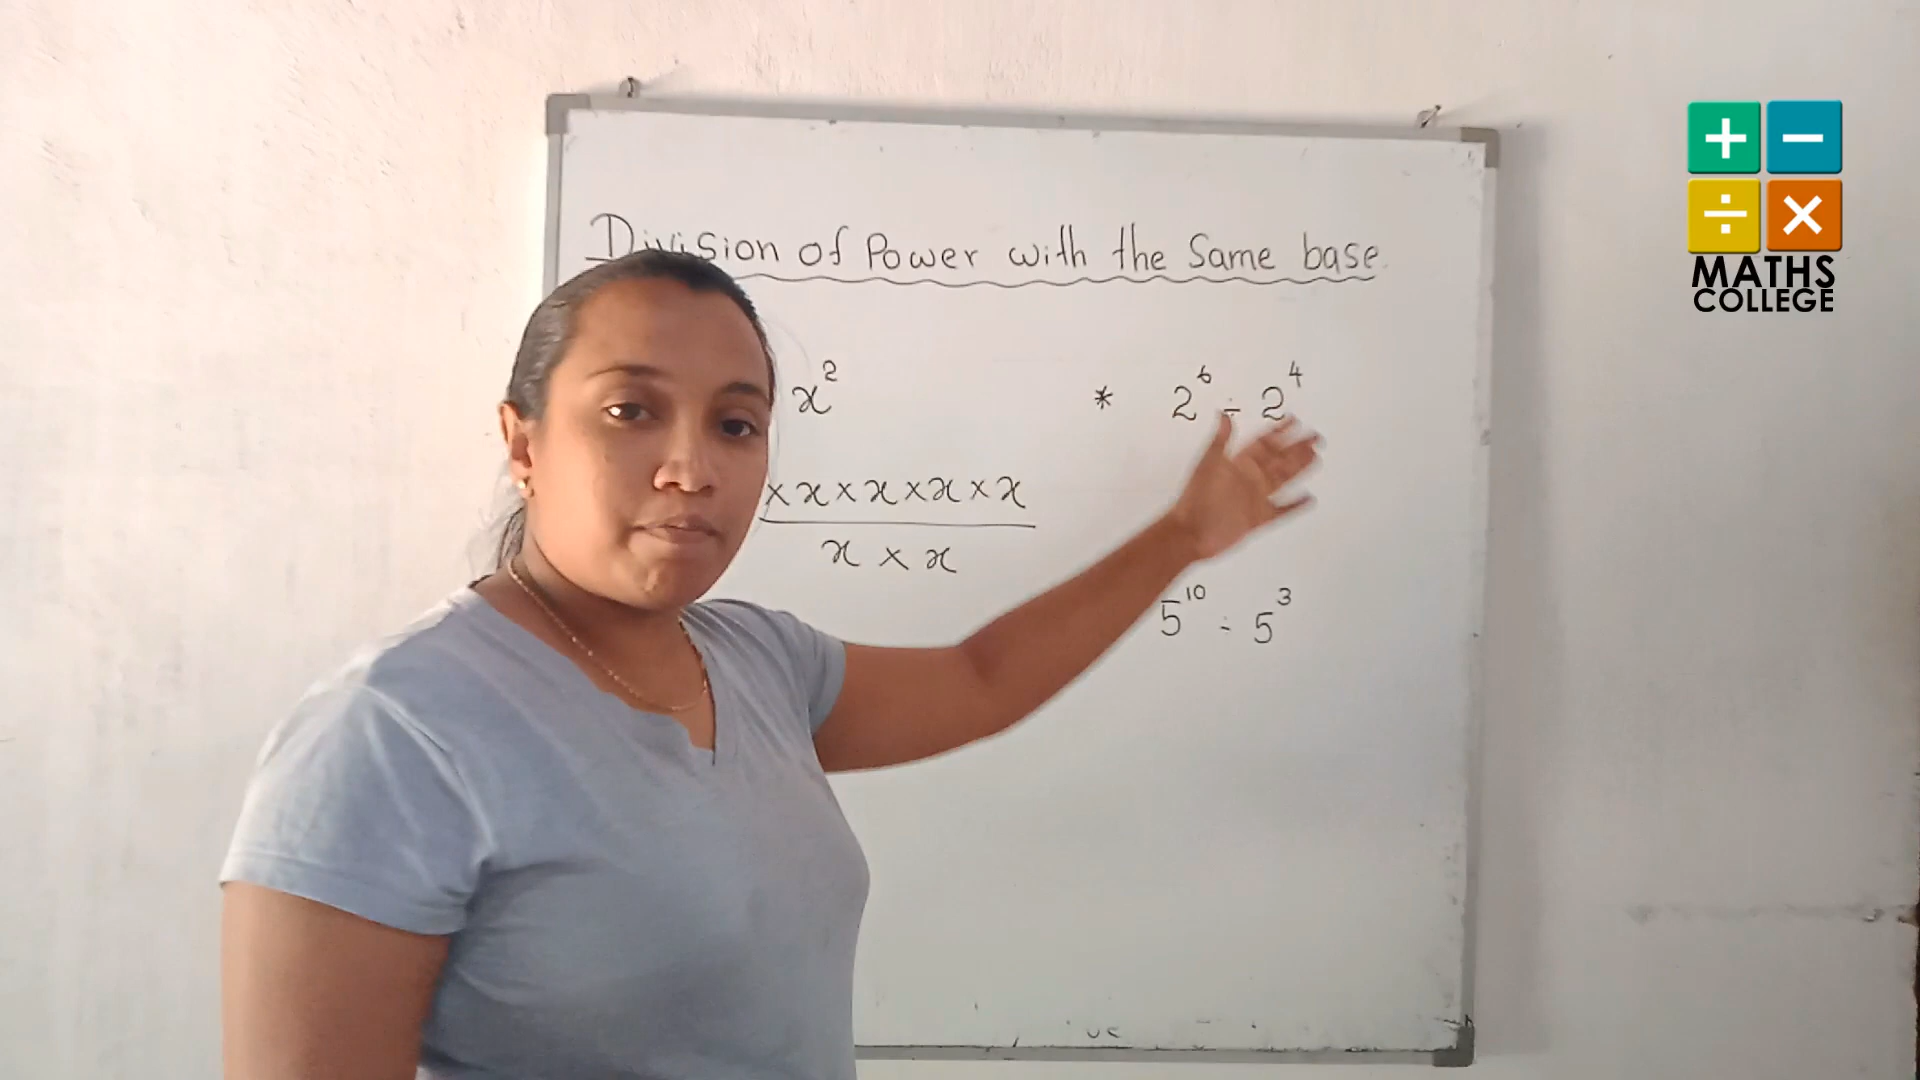 Division of Power with the Same base.
x²
* 2⁶ ÷ 2⁴
× x × x × x × x
x × x
5¹⁰ ÷ 5³
MATHS
COLLEGE